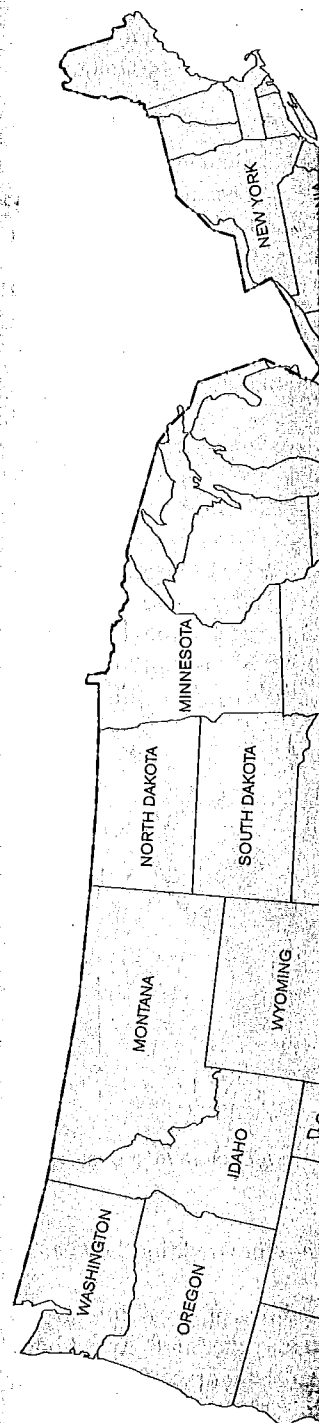 WASHINGTON
OREGON
IDAHO
MONTANA
WYOMING
NORTH DAKOTA
SOUTH DAKOTA
MINNESOTA
NEW YORK